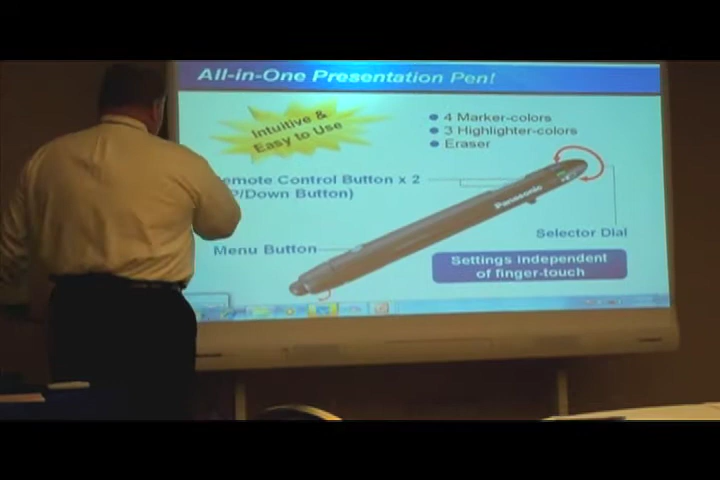 All-in-One Presentation Pen!
Intuitive &
Easy to Use
4 Marker-colors
3 Highlighter-colors
Eraser
emote Control Button x 2
P/Down Button)
Panasonic
Selector Dial
Menu Button
Settings independent
of finger-touch